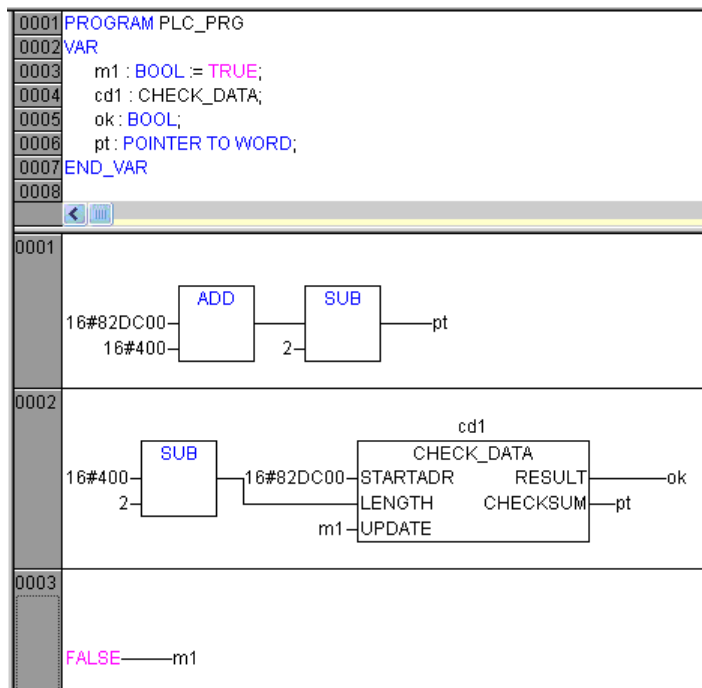 0001 PROGRAM PLC_PRG
0002 VAR
0003 m1 : BOOL := TRUE;
0004 cd1 : CHECK_DATA;
0005 ok : BOOL;
0006 pt : POINTER TO WORD;
0007 END_VAR
0008
0001
ADD SUB
16#82DC00 pt
16#400 2
0002
cd1
SUB CHECK_DATA
16#400 16#82DC00 STARTADR RESULT ok
2 LENGTH CHECKSUM pt
m1 UPDATE
0003
FALSE m1